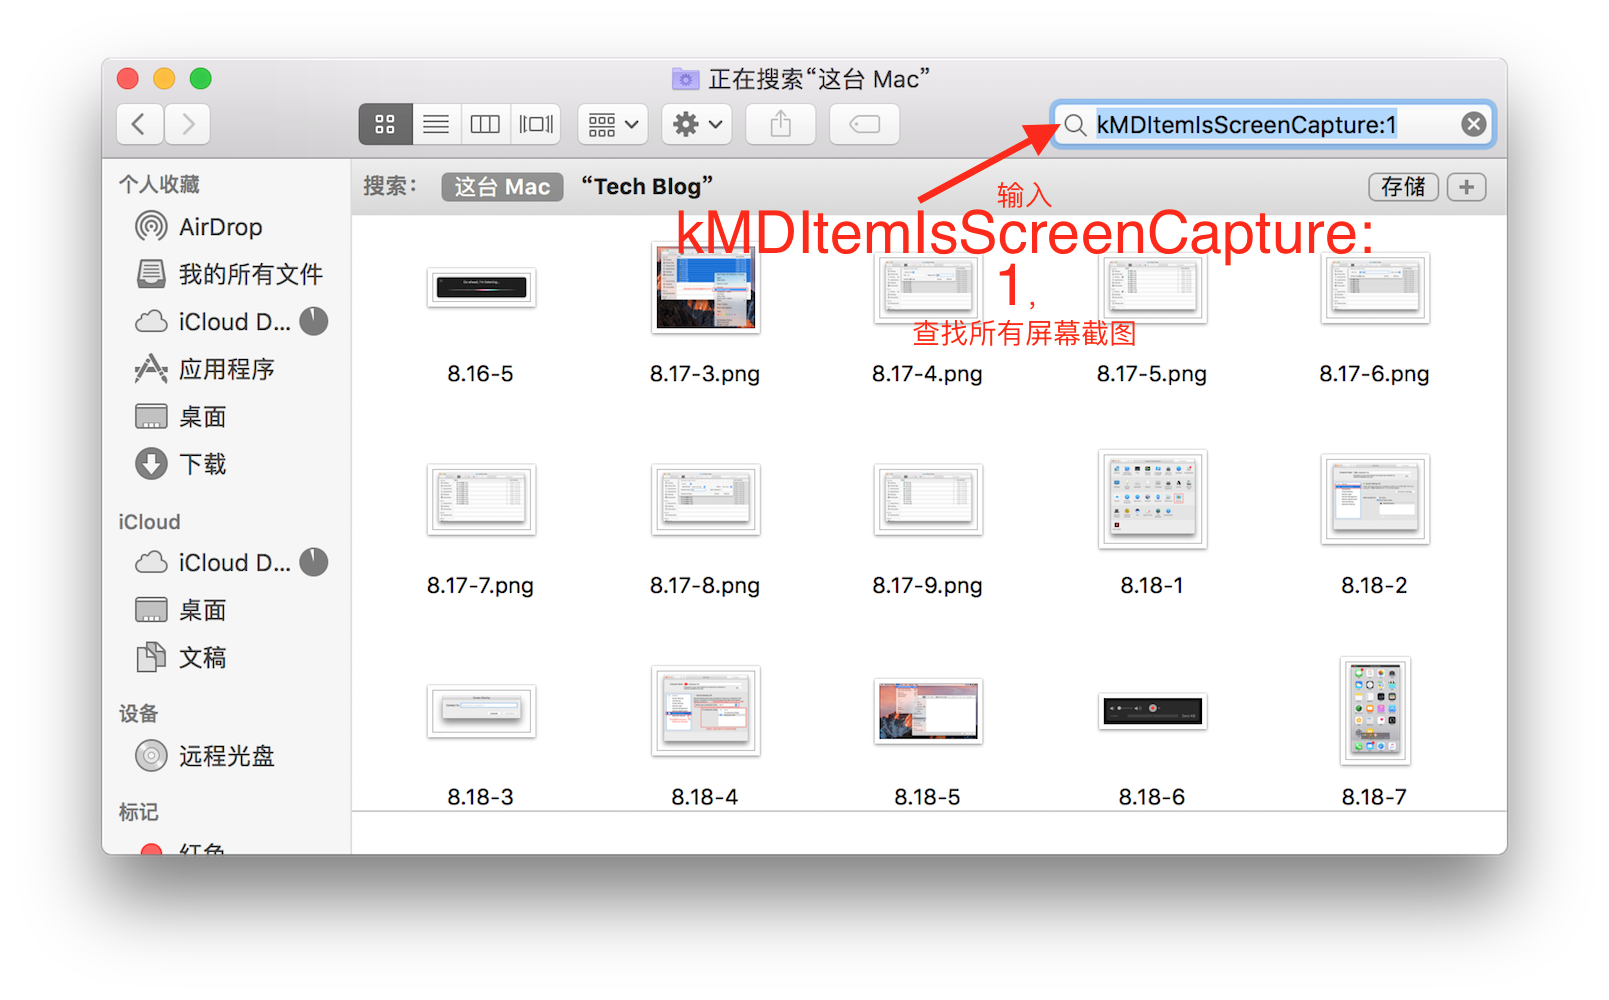 正在搜索“这台 Mac”
kMDItemIsScreenCapture:1
个人收藏
AirDrop
我的所有文件
iCloud D...
应用程序
桌面
下载
iCloud
iCloud D...
桌面
文稿
设备
远程光盘
标记
红色
搜索：
这台 Mac
“Tech Blog”
存储
输入
kMDItemIsScreenCapture:
1,
查找所有屏幕截图
8.16-5
8.17-3.png
8.17-4.png
8.17-5.png
8.17-6.png
8.17-7.png
8.17-8.png
8.17-9.png
8.18-1
8.18-2
8.18-3
8.18-4
8.18-5
8.18-6
8.18-7